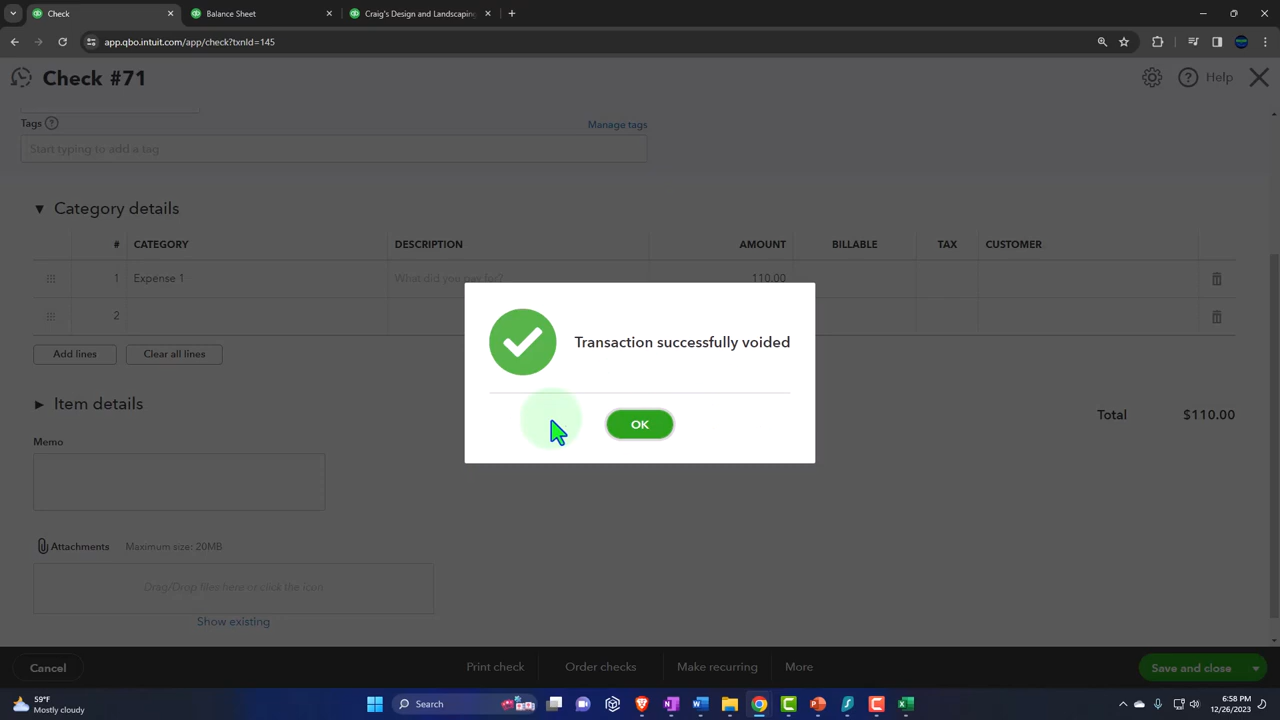 Check
Balance Sheet
Craig's Design and Landscaping
app.qbo.intuit.com/app/check?txnId=145
Check #71
Help
Tags
Manage tags
Start typing to add a tag
Category details
# CATEGORY DESCRIPTION AMOUNT BILLABLE TAX CUSTOMER
1 Expense 1 What did you pay for? 110.00
2
Transaction successfully voided
OK
Add lines Clear all lines
Item details
Total $110.00
Memo
Attachments Maximum size: 20MB
Drag/Drop files here or click the icon
Show existing
Cancel Print check Order checks Make recurring More Save and close
59°F
Mostly cloudy
Search
6:58 PM
12/26/2023